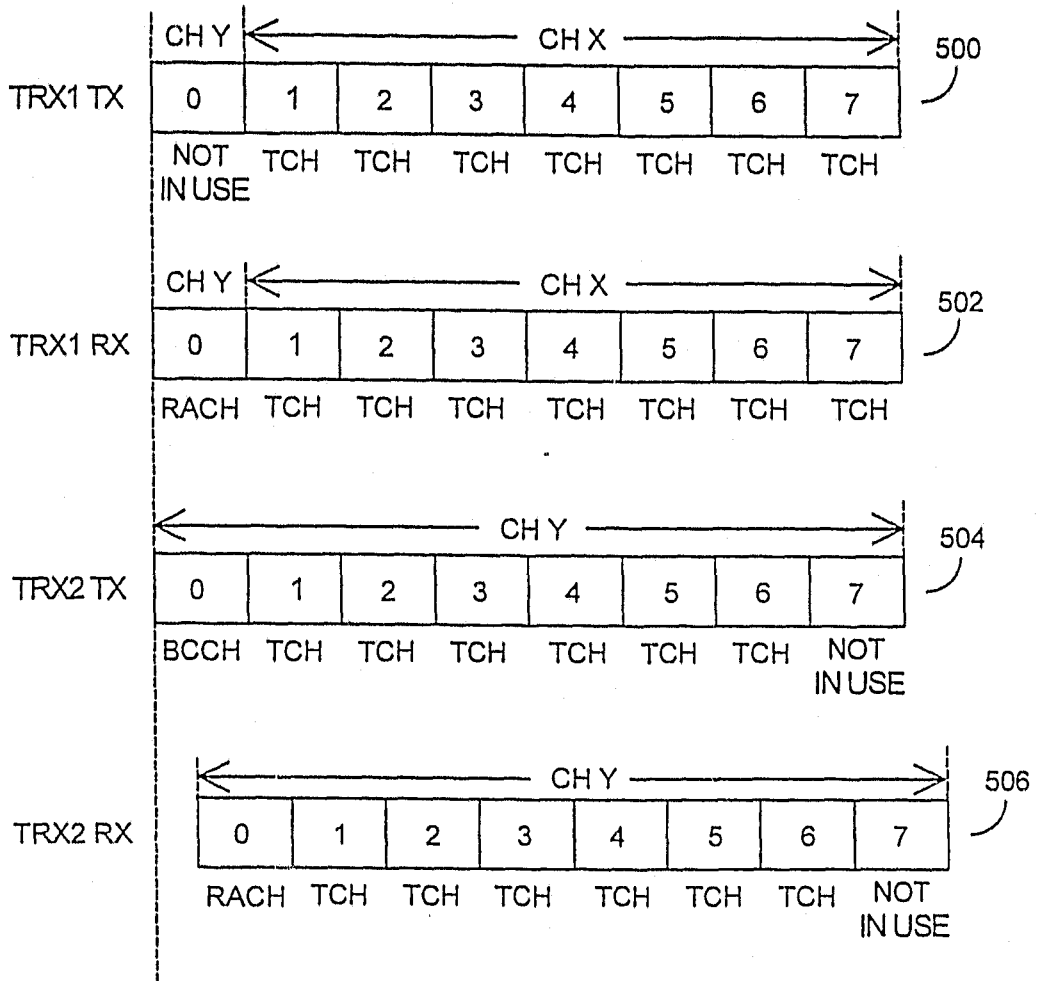 CH Y CH X
500
TRX1 TX 0 1 2 3 4 5 6 7
NOT IN USE TCH TCH TCH TCH TCH TCH TCH
CH Y CH X
502
TRX1 RX 0 1 2 3 4 5 6 7
RACH TCH TCH TCH TCH TCH TCH TCH
CH Y
504
TRX2 TX 0 1 2 3 4 5 6 7
BCCH TCH TCH TCH TCH TCH TCH NOT IN USE
CH Y
506
TRX2 RX 0 1 2 3 4 5 6 7
RACH TCH TCH TCH TCH TCH TCH NOT IN USE